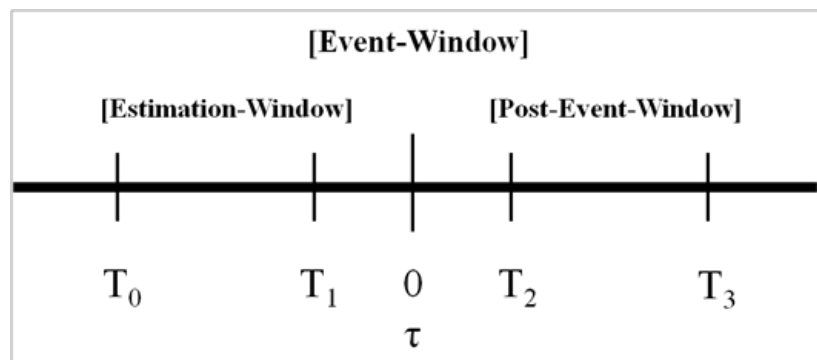 [Event-Window]
[Estimation-Window] [Post-Event-Window]
T₀ T₁ 0 T₂ T₃
τ